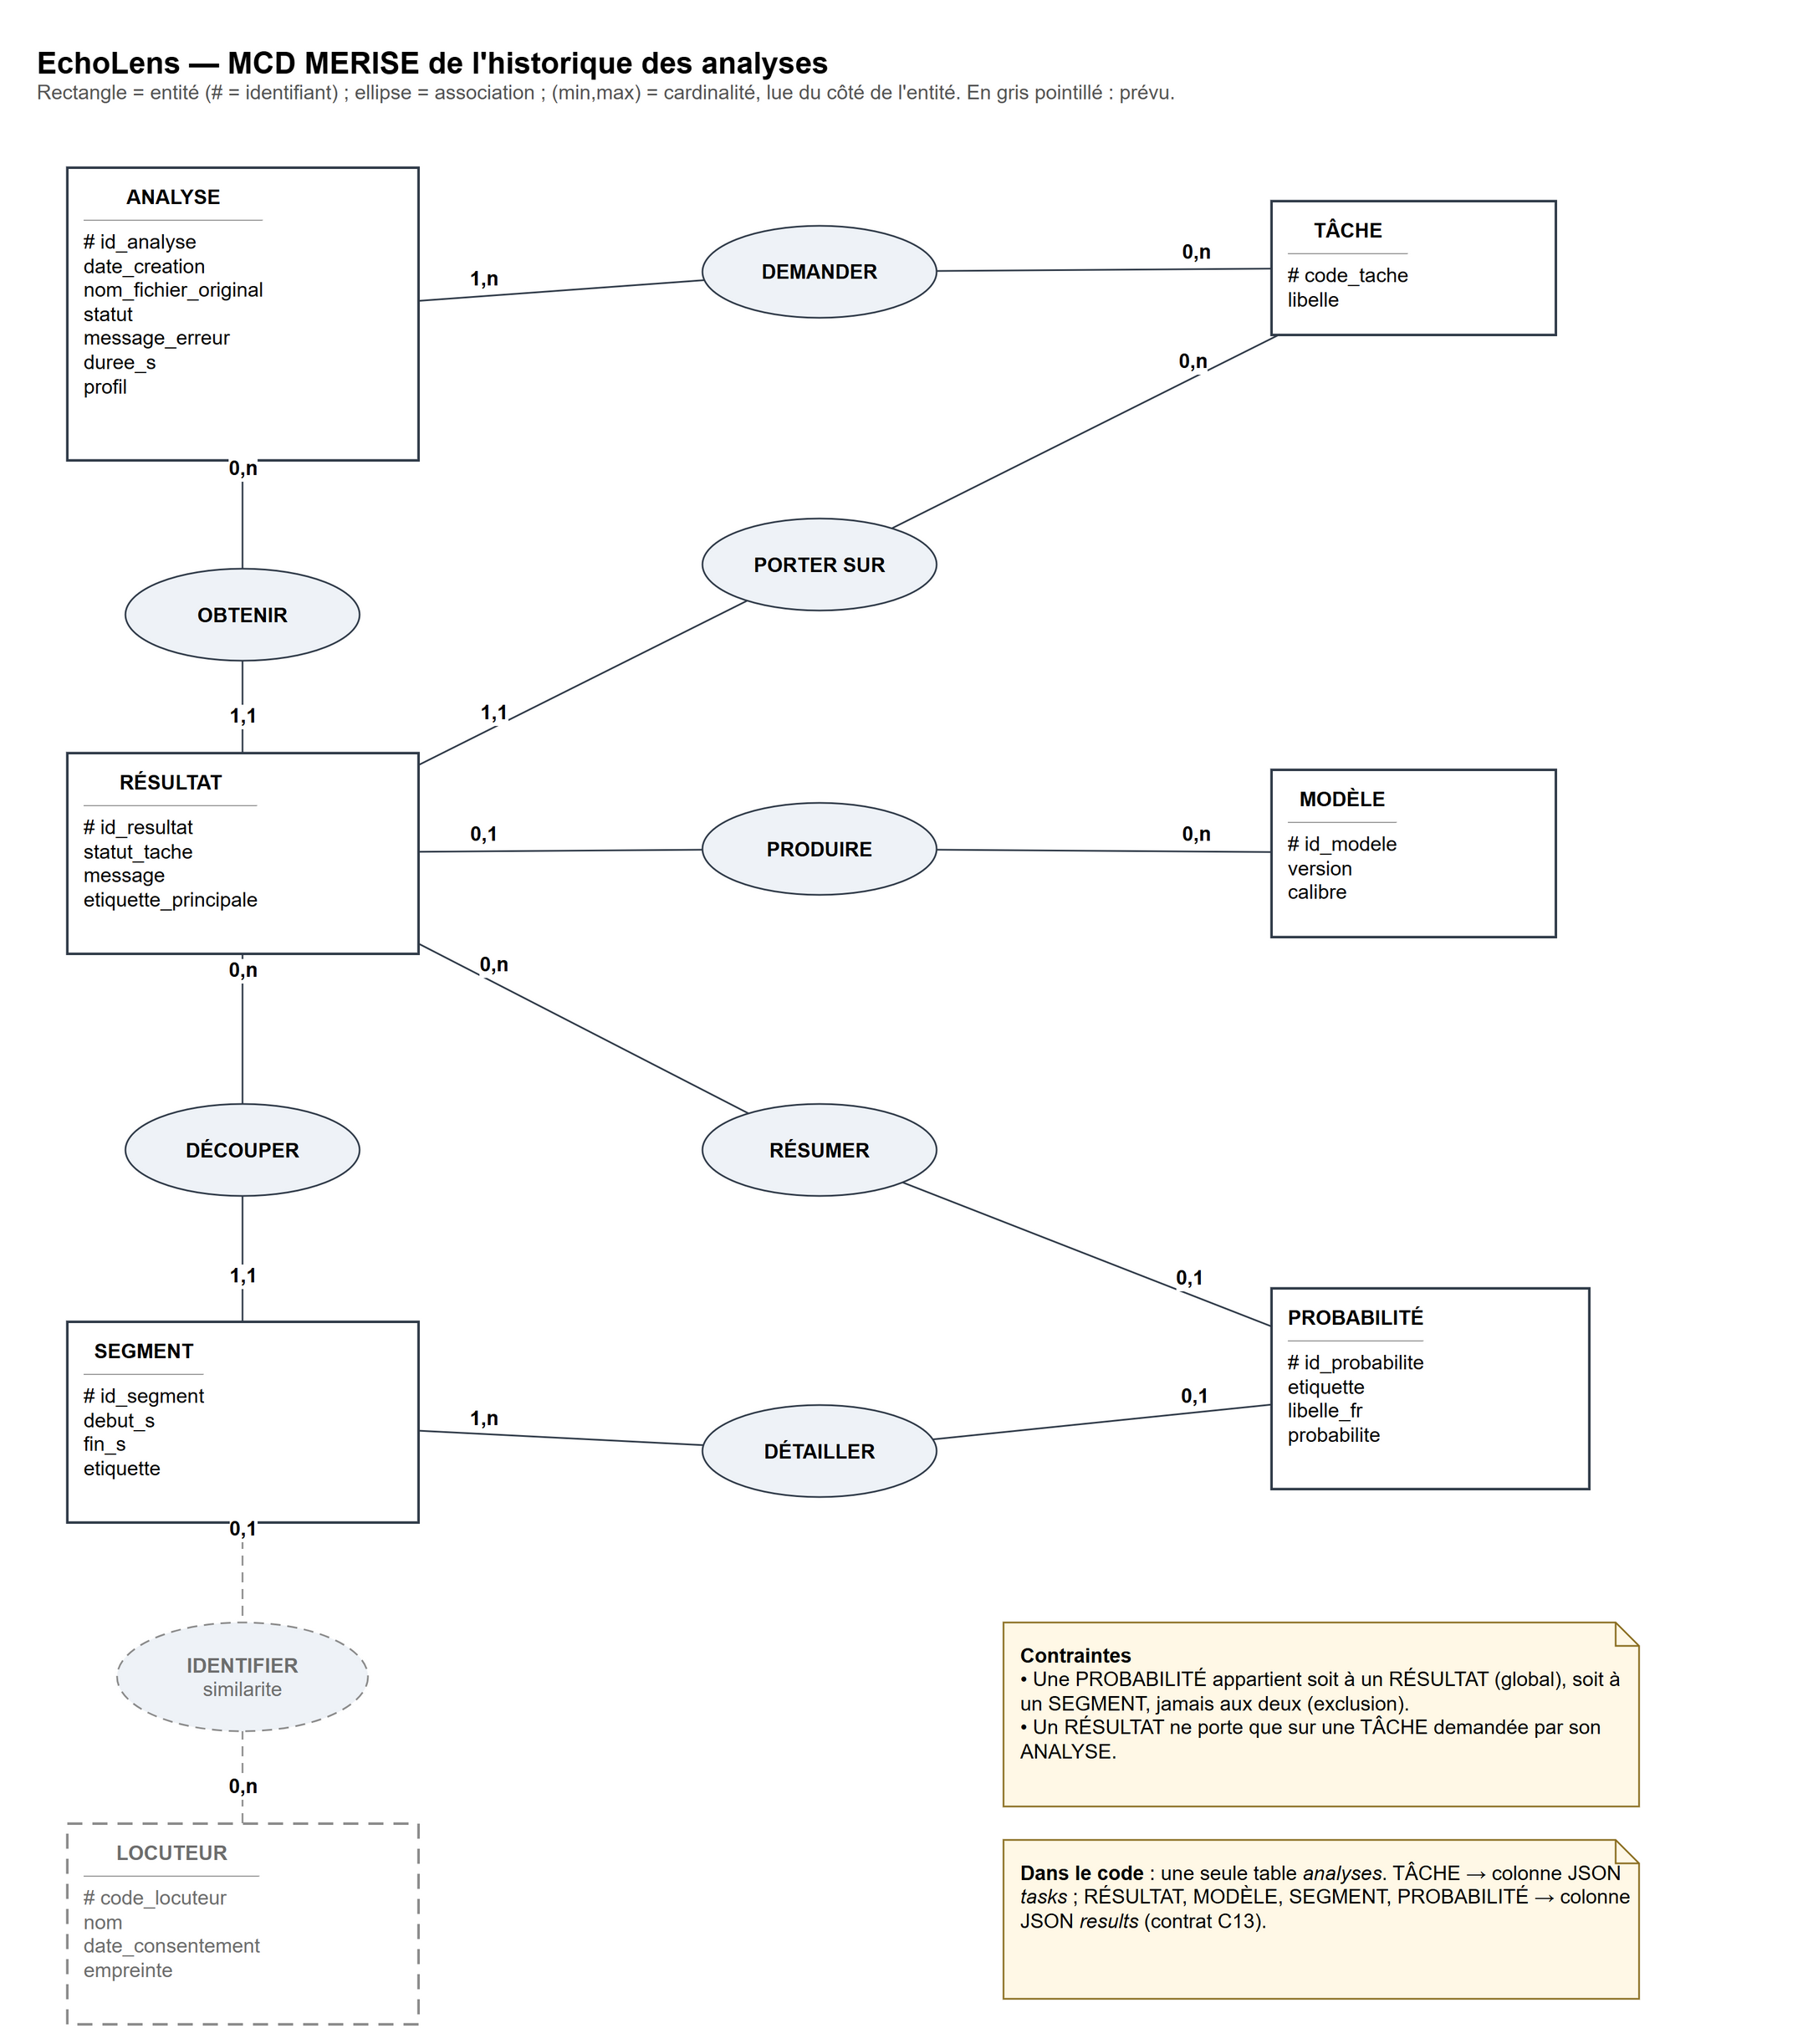 EchoLens — MCD MERISE de l'historique des analyses
Rectangle = entité (# = identifiant) ; ellipse = association ; (min,max) = cardinalité, lue du côté de l'entité. En gris pointillé : prévu.
ANALYSE
# id_analyse
date_creation
nom_fichier_original
statut
message_erreur
duree_s
profil
1,n
DEMANDER
0,n
TÂCHE
# code_tache
libelle
0,n
0,n
PORTER SUR
OBTENIR
1,1
1,1
RÉSULTAT
# id_resultat
statut_tache
message
etiquette_principale
0,1
PRODUIRE
0,n
MODÈLE
# id_modele
version
calibre
0,n
0,n
DÉCOUPER
RÉSUMER
1,1
0,1
SEGMENT
# id_segment
debut_s
fin_s
etiquette
1,n
DÉTAILLER
0,1
PROBABILITÉ
# id_probabilite
etiquette
libelle_fr
probabilite
0,1
IDENTIFIER
similarite
0,n
LOCUTEUR
# code_locuteur
nom
date_consentement
empreinte
Contraintes
• Une PROBABILITÉ appartient soit à un RÉSULTAT (global), soit à
un SEGMENT, jamais aux deux (exclusion).
• Un RÉSULTAT ne porte que sur une TÂCHE demandée par son
ANALYSE.
Dans le code : une seule table analyses. TÂCHE → colonne JSON
tasks ; RÉSULTAT, MODÈLE, SEGMENT, PROBABILITÉ → colonne
JSON results (contrat C13).